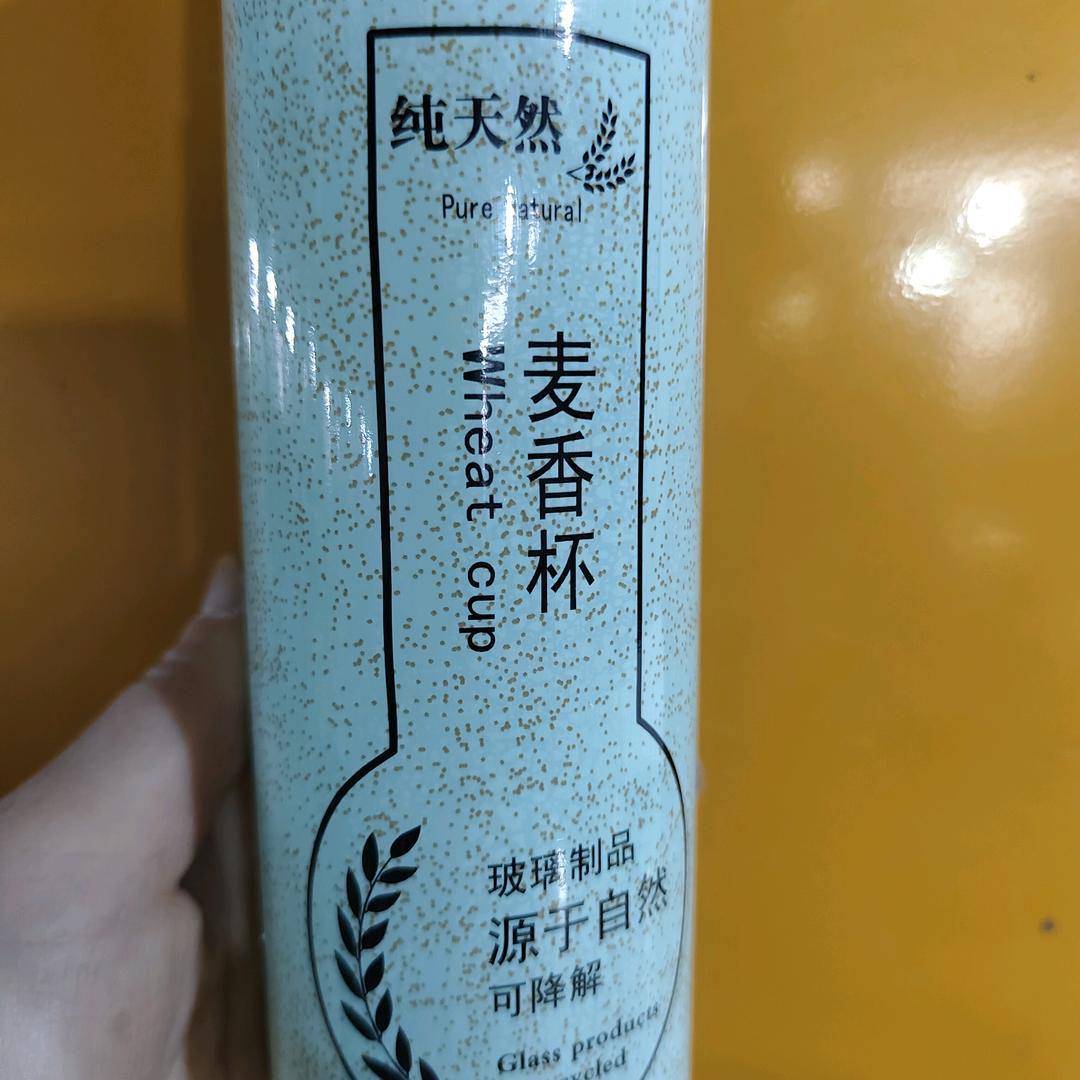 纯天然
Pure natural
麦香杯
Wheat cup
玻璃制品
源于自然
可降解
Glass products